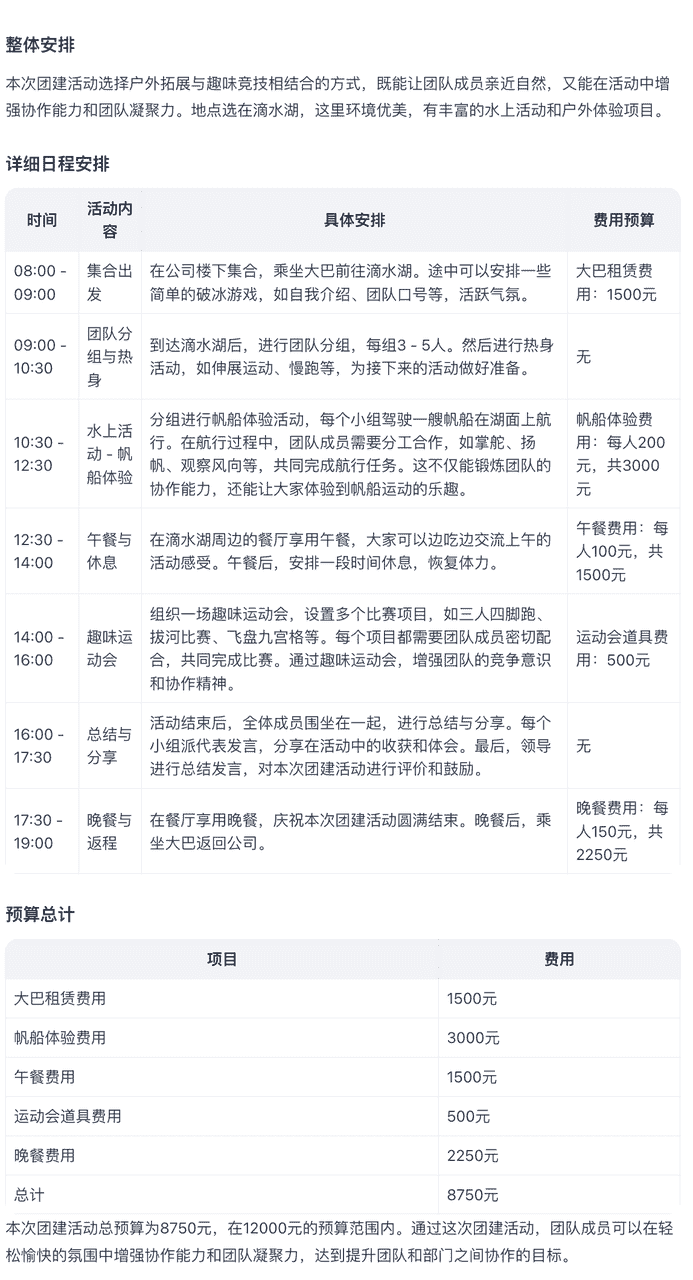 整体安排
本次团建活动选择户外拓展与趣味竞技相结合的方式，既能让团队成员亲近自然，又能在活动中增
强协作能力和团队凝聚力。地点选在滴水湖，这里环境优美，有丰富的水上活动和户外体验项目。
详细日程安排
时间
活动内
容
具体安排
费用预算
08:00 -
09:00
集合出
发
在公司楼下集合，乘坐大巴前往滴水湖。途中可以安排一些
简单的破冰游戏，如自我介绍、团队口号等，活跃气氛。
大巴租赁费
用：1500元
09:00 -
10:30
团队分
组与热
身
到达滴水湖后，进行团队分组，每组3 - 5人。然后进行热身
活动，如伸展运动、慢跑等，为接下来的活动做好准备。
无
10:30 -
12:30
水上活
动 - 帆
船体验
分组进行帆船体验活动，每个小组驾驶一艘帆船在湖面上航
行。在航行过程中，团队成员需要分工合作，如掌舵、扬
帆、观察风向等，共同完成航行任务。这不仅能锻炼团队的
协作能力，还能让大家体验到帆船运动的乐趣。
帆船体验费
用：每人200
元，共3000
元
12:30 -
14:00
午餐与
休息
在滴水湖周边的餐厅享用午餐，大家可以边吃边交流上午的
活动感受。午餐后，安排一段时间休息，恢复体力。
午餐费用：每
人100元，共
1500元
14:00 -
16:00
趣味运
动会
组织一场趣味运动会，设置多个比赛项目，如三人四脚跑、
拔河比赛、飞盘九宫格等。每个项目都需要团队成员密切配
合，共同完成比赛。通过趣味运动会，增强团队的竞争意识
和协作精神。
运动会道具费
用：500元
16:00 -
17:30
总结与
分享
活动结束后，全体成员围坐在一起，进行总结与分享。每个
小组派代表发言，分享在活动中的收获和体会。最后，领导
进行总结发言，对本次团建活动进行评价和鼓励。
无
17:30 -
19:00
晚餐与
返程
在餐厅享用晚餐，庆祝本次团建活动圆满结束。晚餐后，乘
坐大巴返回公司。
晚餐费用：每
人150元，共
2250元
预算总计
项目
费用
大巴租赁费用
1500元
帆船体验费用
3000元
午餐费用
1500元
运动会道具费用
500元
晚餐费用
2250元
总计
8750元
本次团建活动总预算为8750元，在12000元的预算范围内。通过这次团建活动，团队成员可以在轻
松愉快的氛围中增强协作能力和团队凝聚力，达到提升团队和部门之间协作的目标。